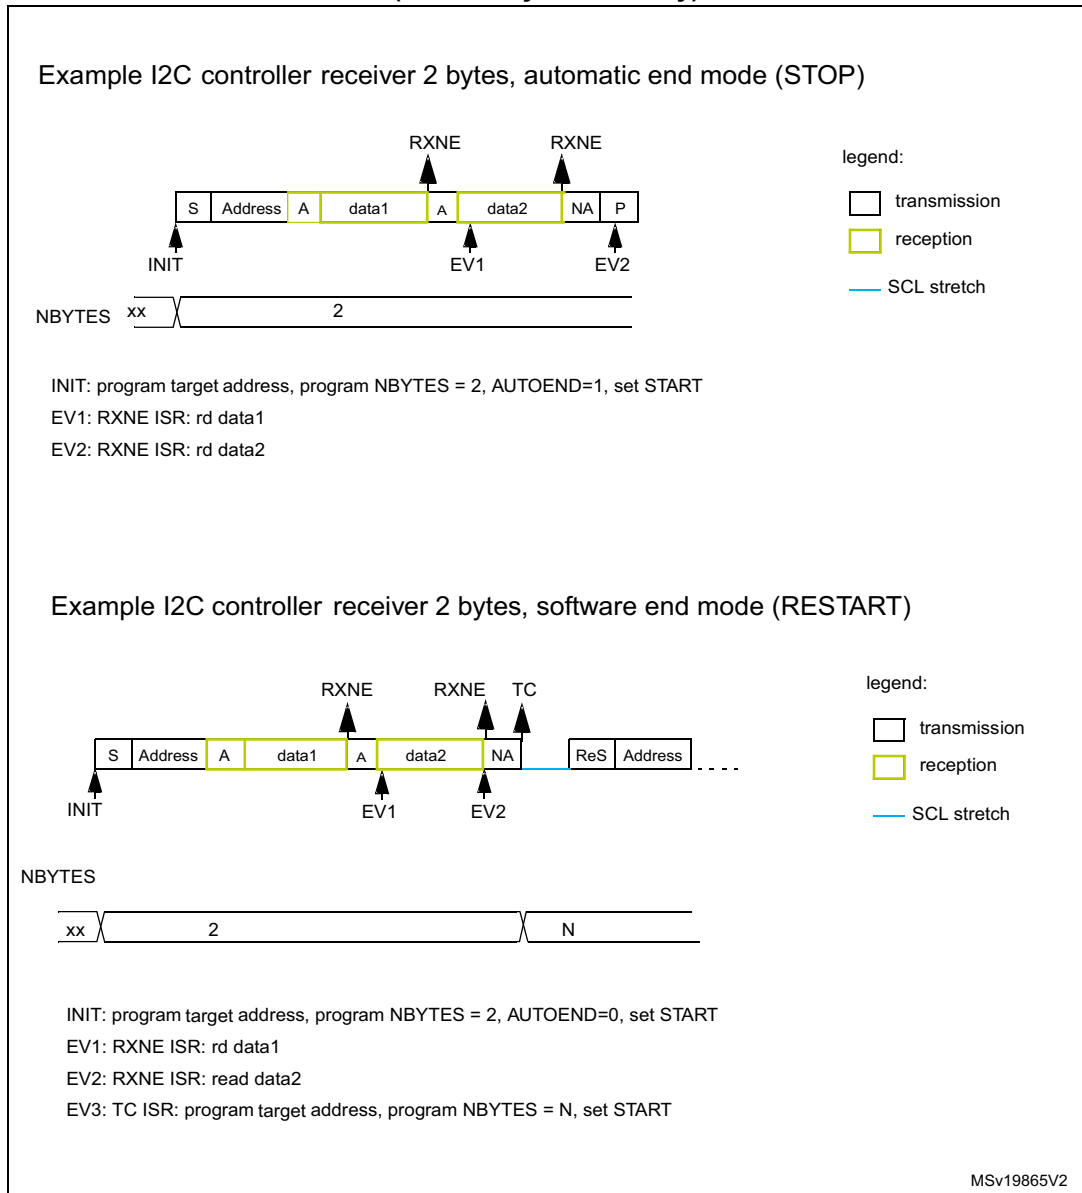 Example I2C controller receiver 2 bytes, automatic end mode (STOP)
RXNE RXNE
legend:
S Address A data1 A data2 NA P
transmission
reception
INIT EV1 EV2
SCL stretch
NBYTES xx 2
INIT: program target address, program NBYTES = 2, AUTOEND=1, set START
EV1: RXNE ISR: rd data1
EV2: RXNE ISR: rd data2
Example I2C controller receiver 2 bytes, software end mode (RESTART)
RXNE RXNE TC
legend:
transmission
S Address A data1 A data2 NA ReS Address
reception
INIT EV1 EV2
SCL stretch
NBYTES
xx 2 N
INIT: program target address, program NBYTES = 2, AUTOEND=0, set START
EV1: RXNE ISR: rd data1
EV2: RXNE ISR: read data2
EV3: TC ISR: program target address, program NBYTES = N, set START
MSv19865V2